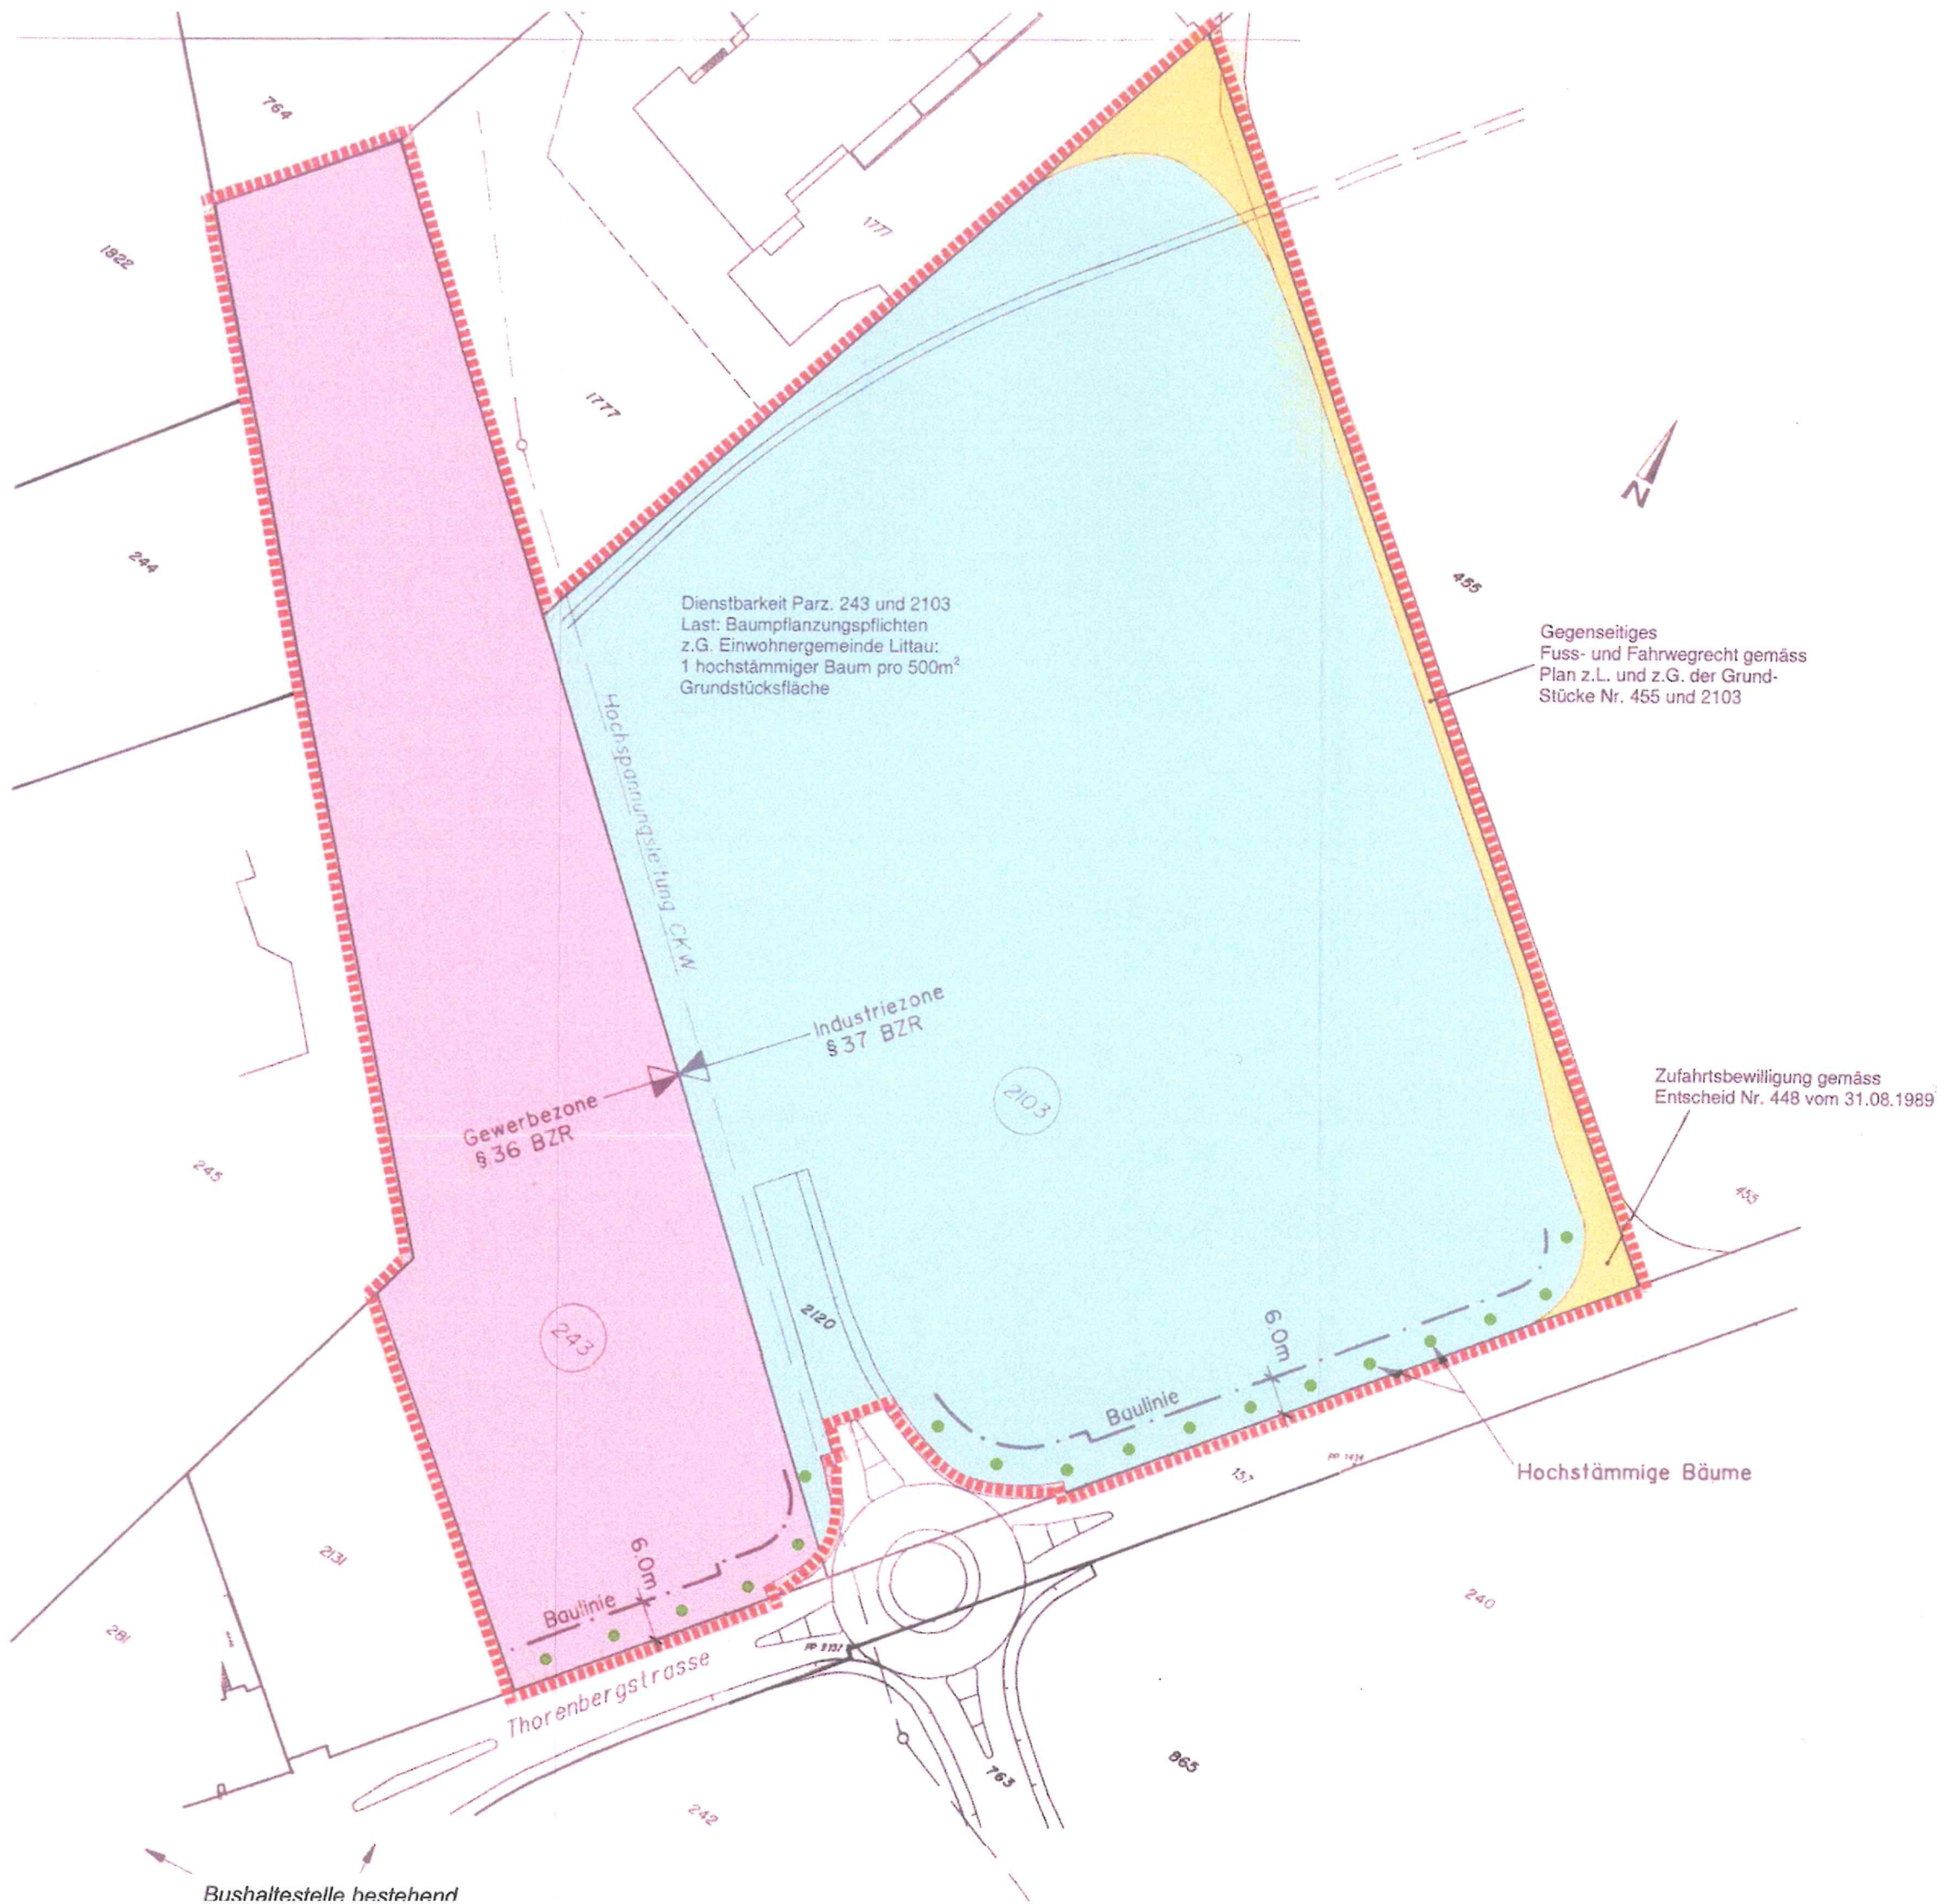 764
1822
1777
1777
N
244
455
Dienstbarkeit Parz. 243 und 2103
Last: Baumpflanzungspflichten
z.G. Einwohnergemeinde Littau:
1 hochstämmiger Baum pro 500m²
Grundstücksfläche
Gegenseitiges
Fuss- und Fahrwegrecht gemäss
Plan z.L. und z.G. der Grund-
Stücke Nr. 455 und 2103
Hochspannungsleitung CKW
Industriezone
§ 37 BZR
Gewerbezone
§ 36 BZR
2103
Zufahrtsbewilligung gemäss
Entscheid Nr. 448 vom 31.08.1989
245
455
243
2120
6.0m
Baulinie
Hochstämmige Bäume
157
2131
6.0m
Baulinie
281
240
Thorenbergstrasse
763
865
242
Bushaltestelle bestehend